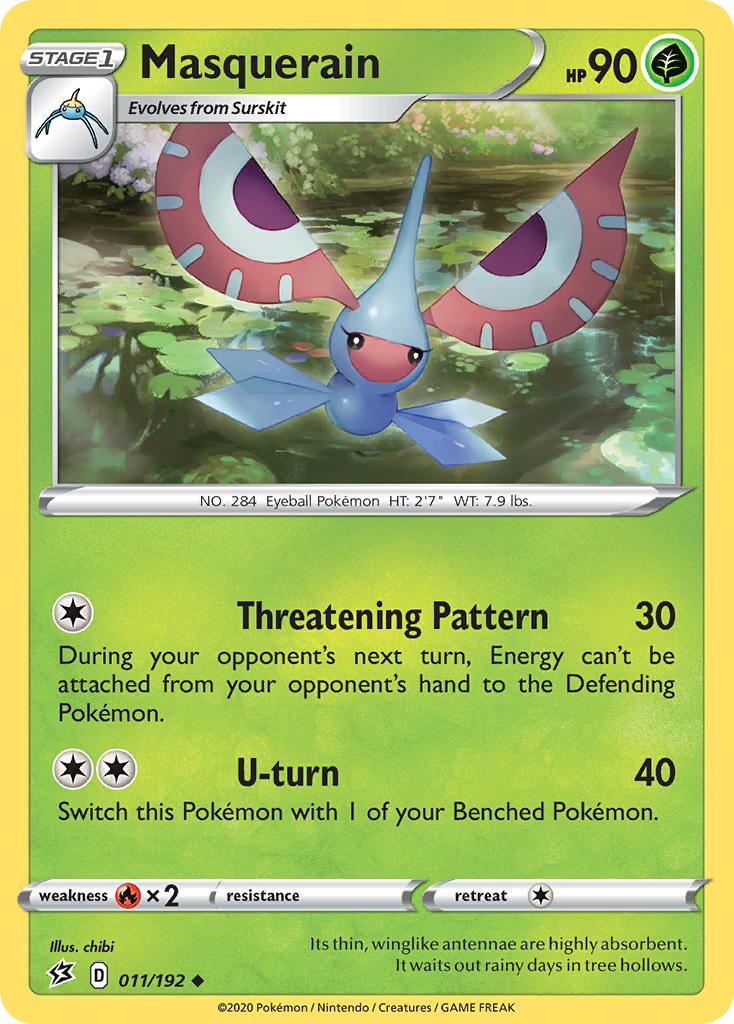 STAGE1 Masquerain HP90
Evolves from Surskit
NO. 284 Eyeball Pokémon HT: 2'7" WT: 7.9 lbs.
Threatening Pattern 30
During your opponent's next turn, Energy can't be
attached from your opponent's hand to the Defending
Pokémon.
U-turn 40
Switch this Pokémon with 1 of your Benched Pokémon.
weakness ×2 resistance retreat
Illus. chibi
Its thin, winglike antennae are highly absorbent.
It waits out rainy days in tree hollows.
D 011/192
©2020 Pokémon / Nintendo / Creatures / GAME FREAK